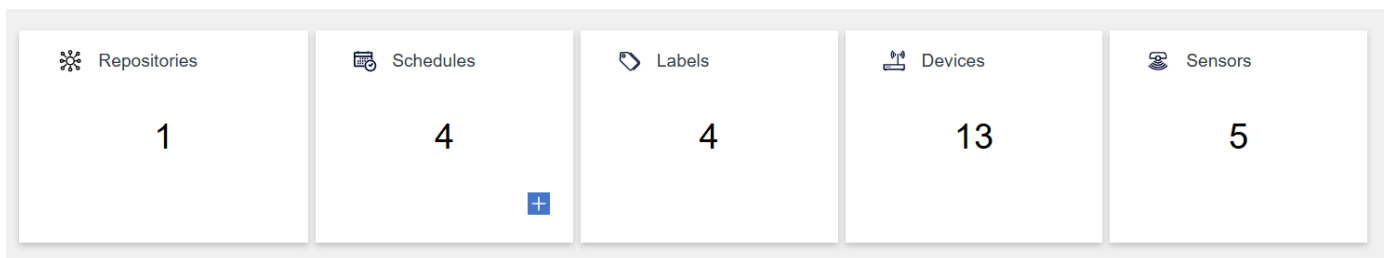 Repositories
1
Schedules
4
Labels
4
Devices
13
Sensors
5